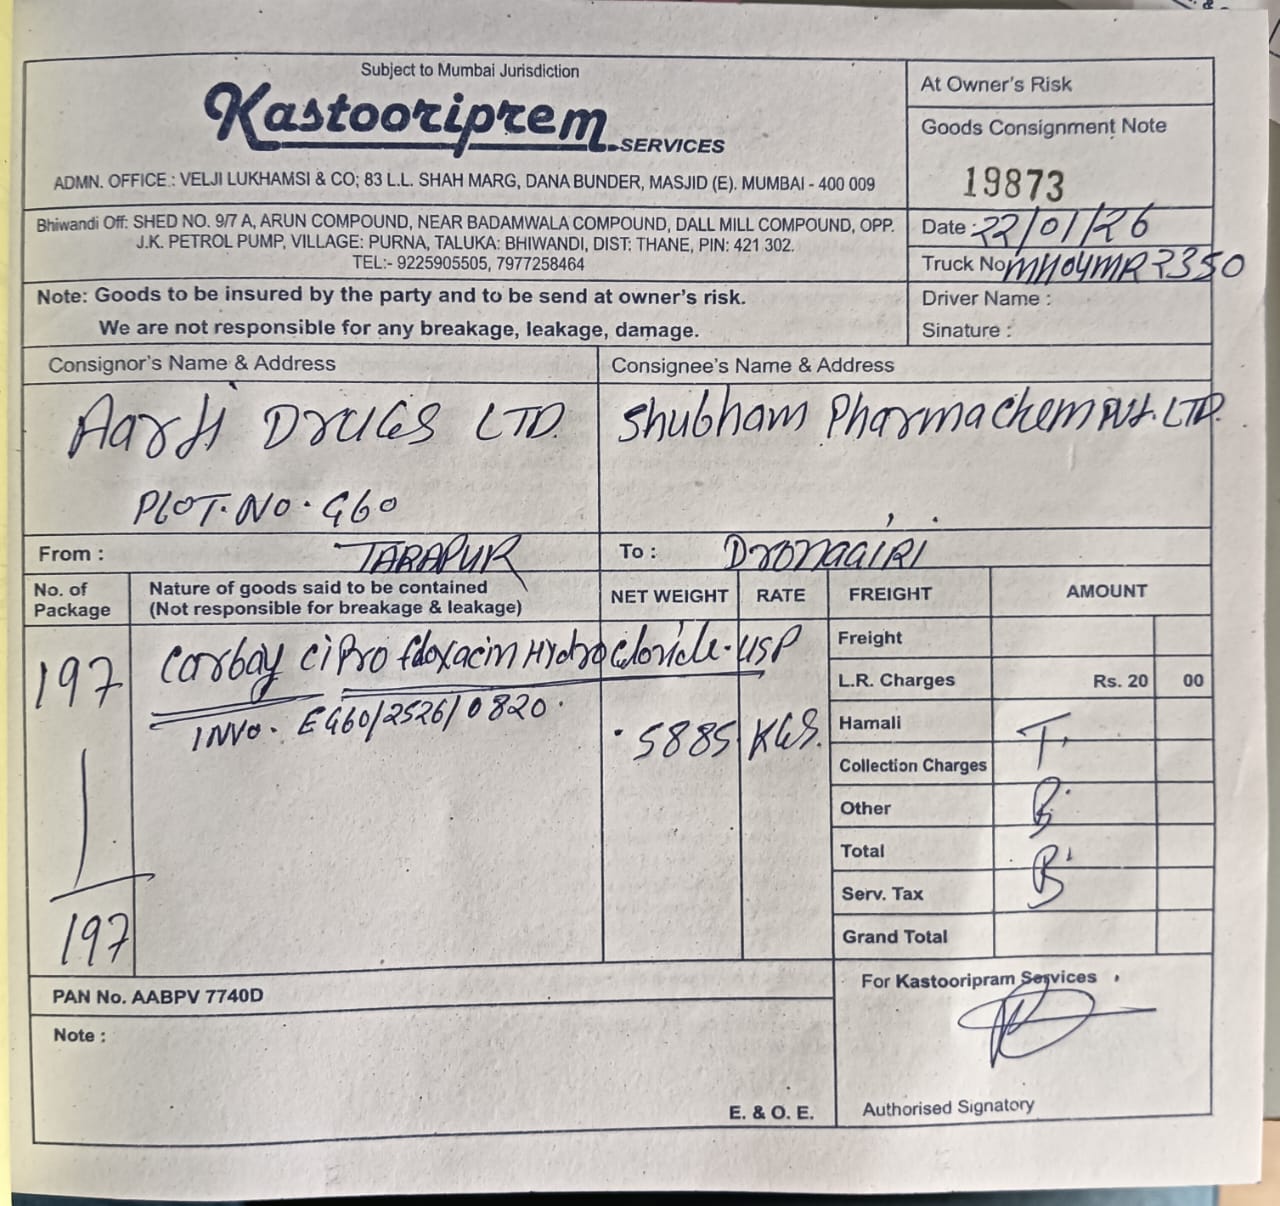 Subject to Mumbai Jurisdiction
Kastooriprem SERVICES
ADMN. OFFICE : VELJI LUKHAMSI & CO; 83 L.L. SHAH MARG, DANA BUNDER, MASJID (E). MUMBAI - 400 009
Bhiwandi Off: SHED NO. 9/7 A, ARUN COMPOUND, NEAR BADAMWALA COMPOUND, DALL MILL COMPOUND, OPP.
J.K. PETROL PUMP, VILLAGE: PURNA, TALUKA: BHIWANDI, DIST: THANE, PIN: 421 302.
TEL:- 9225905505, 7977258464
Note: Goods to be insured by the party and to be send at owner's risk.
We are not responsible for any breakage, leakage, damage.
At Owner's Risk
Goods Consignment Note
19873
Date : 22/01/26
Truck No MH04MR2350
Driver Name :
Sinature :
Consignor's Name & Address
Aarti DRUGS LTD.
PLOT. NO. G60
Consignee's Name & Address
Shubham Pharmachem Pvt. LTD.
From : TARAPUR
To : DronaGIRI
No. of Package
Nature of goods said to be contained
(Not responsible for breakage & leakage)
NET WEIGHT
RATE
FREIGHT
AMOUNT
197
Corbay CiPro floxacin Hydrocloride. USP
INVO. EG60/2526/0820.
5885 KGS.
197
Freight
L.R. Charges Rs. 20 00
Hamali
Collection Charges
Other
Total
Serv. Tax
Grand Total
T.
B.
B.
PAN No. AABPV 7740D
Note :
E. & O. E.
For Kastoopripram Services
Authorised Signatory